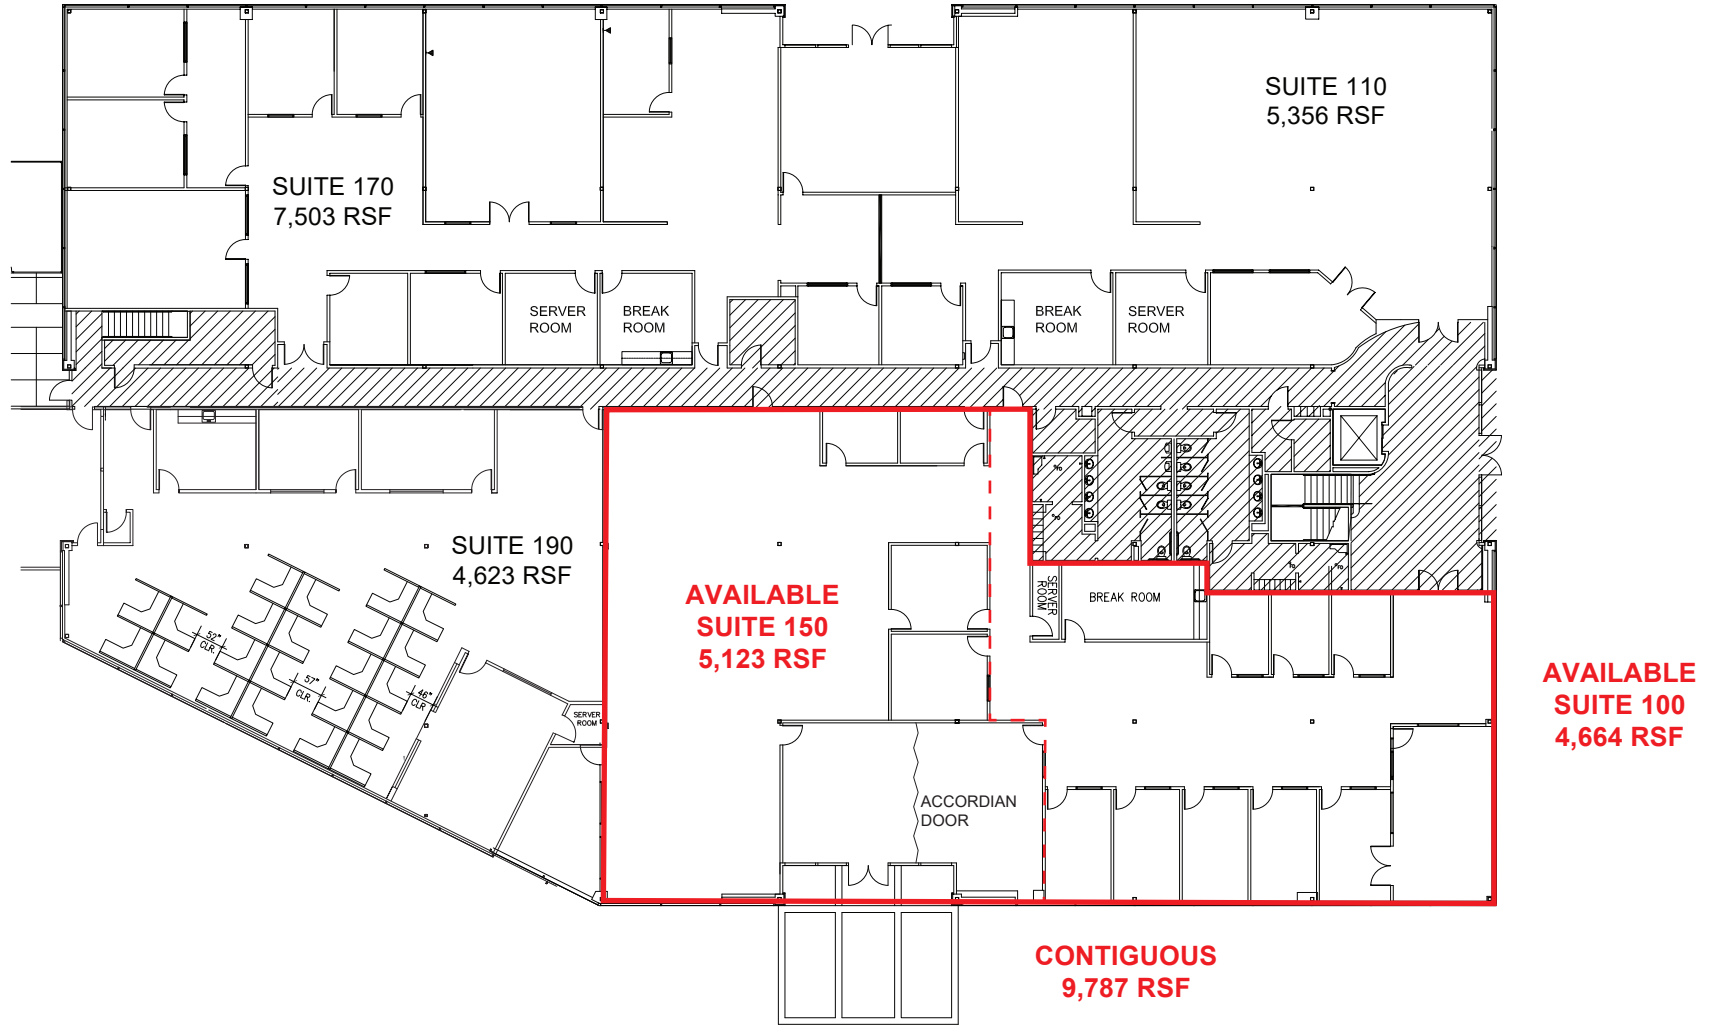 SUITE 110
5,356 RSF
SUITE 170
7,503 RSF
SERVER
ROOM
BREAK
ROOM
BREAK
ROOM
SERVER
ROOM
SUITE 190
4,623 RSF
AVAILABLE
SUITE 150
5,123 RSF
SERVER
ROOM
BREAK ROOM
52"
CLR.
57"
CLR.
46"
CLR
SERVER
ROOM
AVAILABLE
SUITE 100
4,664 RSF
ACCORDIAN
DOOR
CONTIGUOUS
9,787 RSF